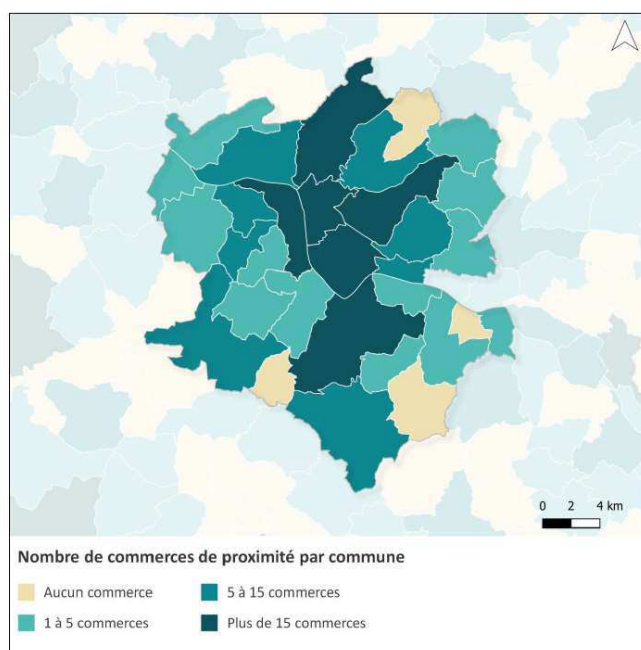 0 2 4 km
Nombre de commerces de proximité par commune
Aucun commerce
5 à 15 commerces
1 à 5 commerces
Plus de 15 commerces